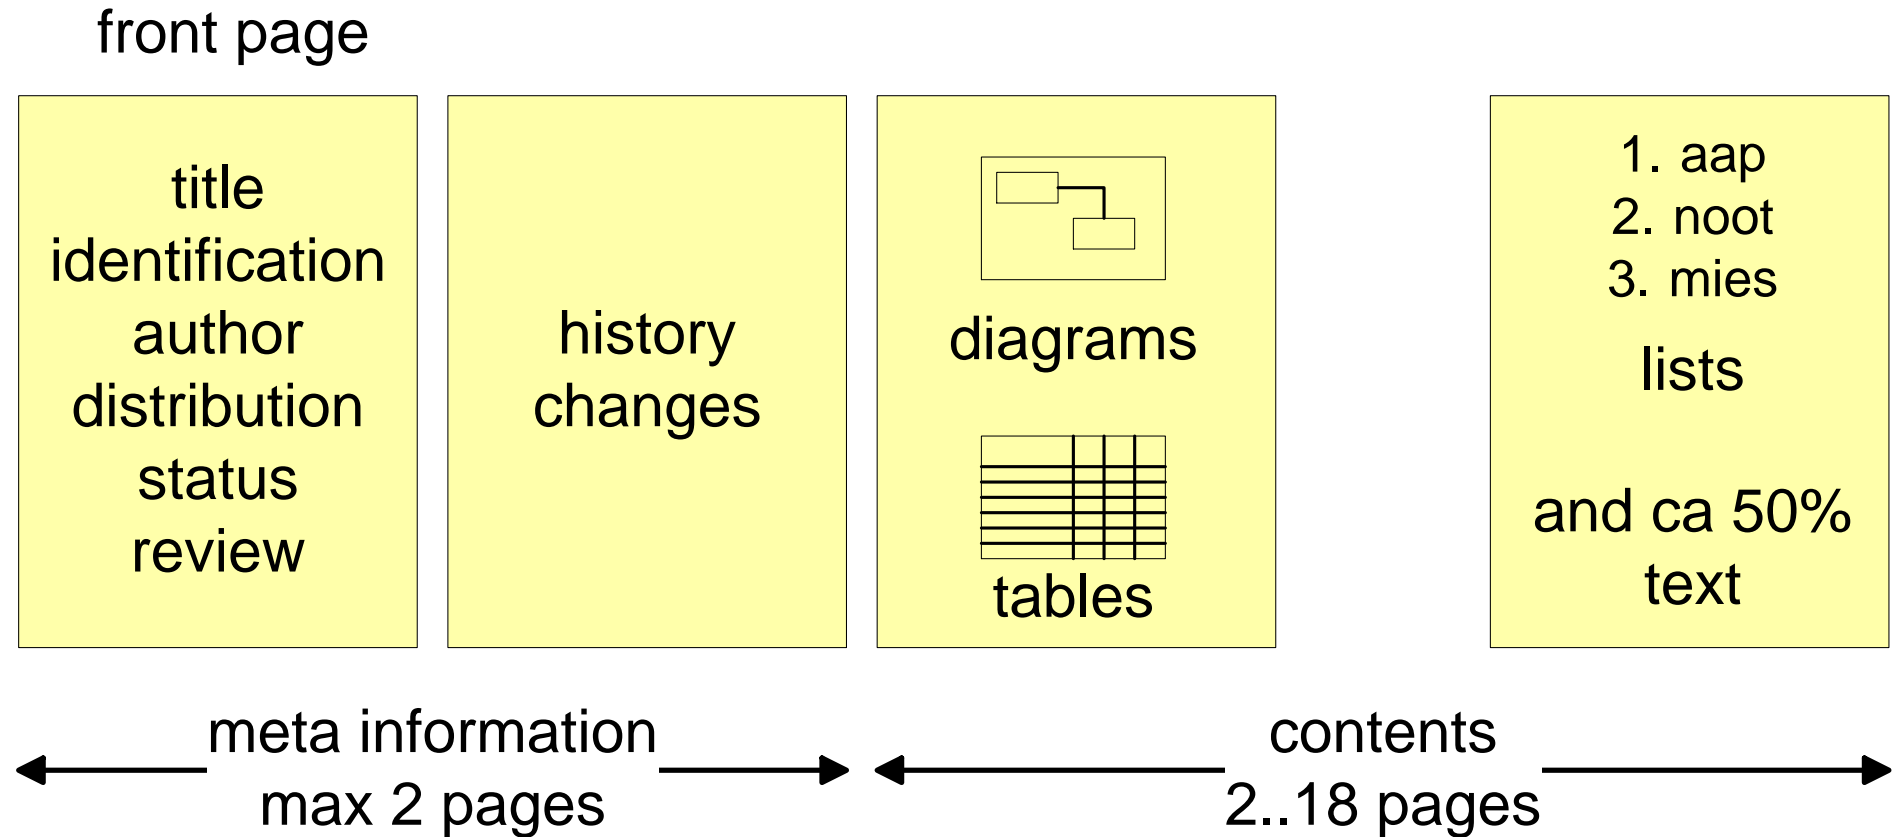 front page
title
identification
author
distribution
status
review
history
changes
diagrams
tables
1. aap
2. noot
3. mies
lists
and ca 50%
text
meta information
max 2 pages
contents
2..18 pages